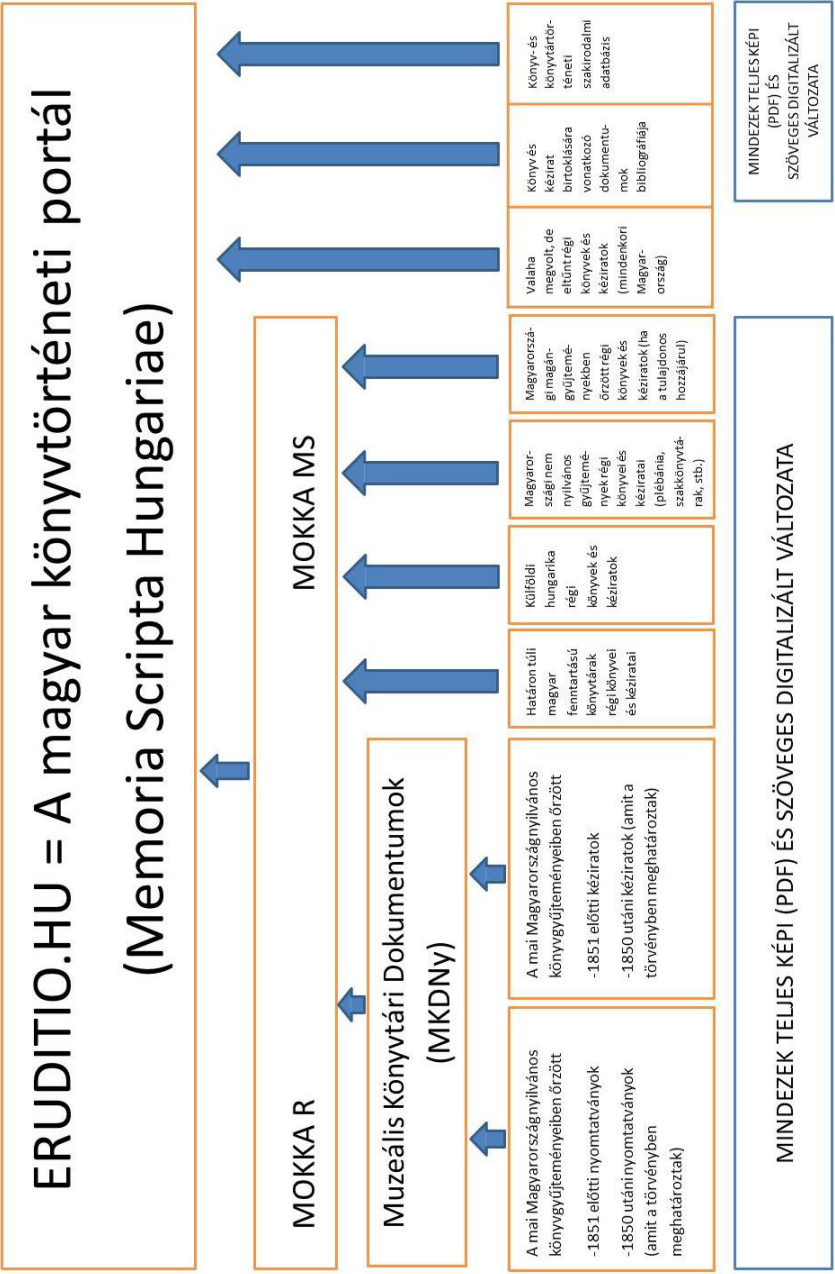 ERUDITIO.HU = A magyar könyvtörténeti portál
(Memoria Scripta Hungariae)
MOKKA R
MOKKA MS
Muzeális Könyvtári Dokumentumok
(MKDNy)
A mai Magyarországnyilvános
könyvgyűjteményeiben őrzött
-1851 előtti nyomtatványok
-1850 utáni nyomtatványok
(amit a törvényben
meghatároztak)
A mai Magyarországnyilvános
könyvgyűjteményeiben őrzött
-1851 előtti kéziratok
-1850 utáni kéziratok (amit a
törvényben meghatároztak)
Határon túli
magyar
fenntartású
könyvtárak
régi könyvei
és kéziratai
Külföldi
hungarika
régi
könyvek és
kéziratok
Magyaror-
szági nem
nyilvános
gyűjtemé-
nyek régi
könyvei és
kéziratai
(plébánia,
szakkönyvtá-
rak, stb.)
Magyarorszá-
gi magán-
gyűjtemé-
nyekben
őrzött régi
könyvek és
kéziratok (ha
a tulajdonos
hozzájárul)
Valaha
megvolt, de
eltűnt régi
könyvek és
kéziratok
(mindenkori
Magyar-
ország)
Könyv és
kézirat
birtoklására
vonatkozó
dokumentu-
mok
bibliográfiája
Könyv- és
könyvtártör-
téneti
szakirodalmi
adatbázis
MINDEZEK TELJES KÉPI (PDF) ÉS SZÖVEGES DIGITALIZÁLT VÁLTOZATA
MINDEZEK TELJES KÉPI
(PDF) ÉS
SZÖVEGES DIGITALIZÁLT
VÁLTOZATA